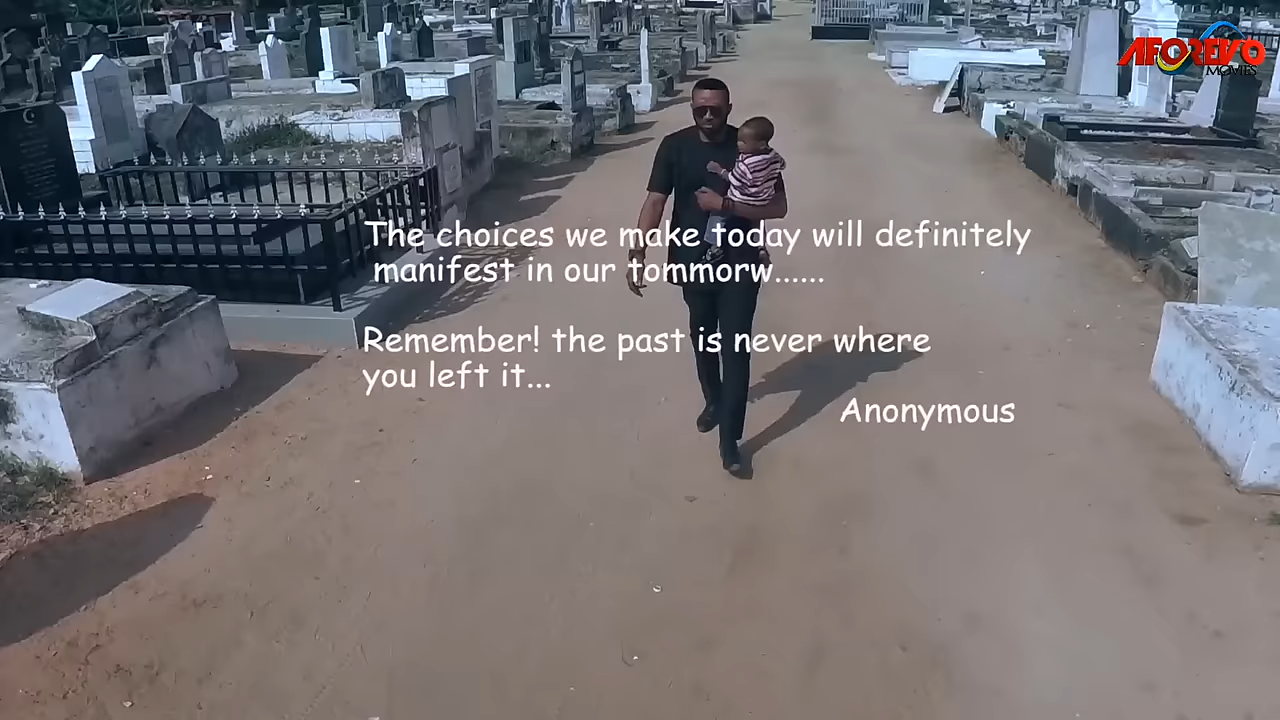 AFOREVO
MOVIES
The choices we make today will definitely
manifest in our tommorw......
Remember! the past is never where
you left it...
Anonymous